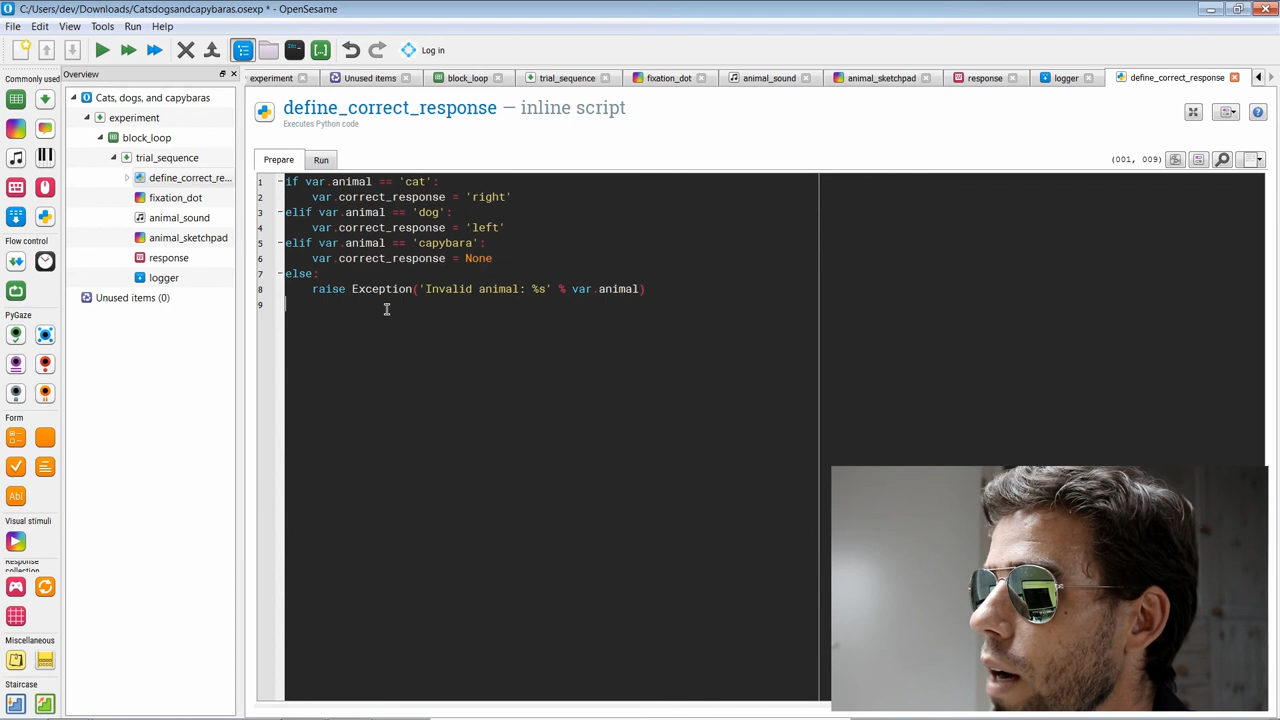 C:/Users/dev/Downloads/Catsdogsandcapybaras.osexp * - OpenSesame
File Edit View Tools Run Help
Log in
Commonly used
Overview
experiment
Unused items
block_loop
trial_sequence
fixation_dot
animal_sound
animal_sketchpad
response
logger
define_correct_response
Cats, dogs, and capybaras
experiment
block_loop
trial_sequence
define_correct_re...
fixation_dot
animal_sound
animal_sketchpad
response
logger
Unused items (0)
Flow control
PyGaze
Form
Abl
Visual stimuli
Response
collection
Miscellaneous
Staircase
define_correct_response — inline script
Executes Python code
Prepare
Run
(001, 009)
1 if var.animal == 'cat':
2 var.correct_response = 'right'
3 elif var.animal == 'dog':
4 var.correct_response = 'left'
5 elif var.animal == 'capybara':
6 var.correct_response = None
7 else:
8 raise Exception('Invalid animal: %s' % var.animal)
9